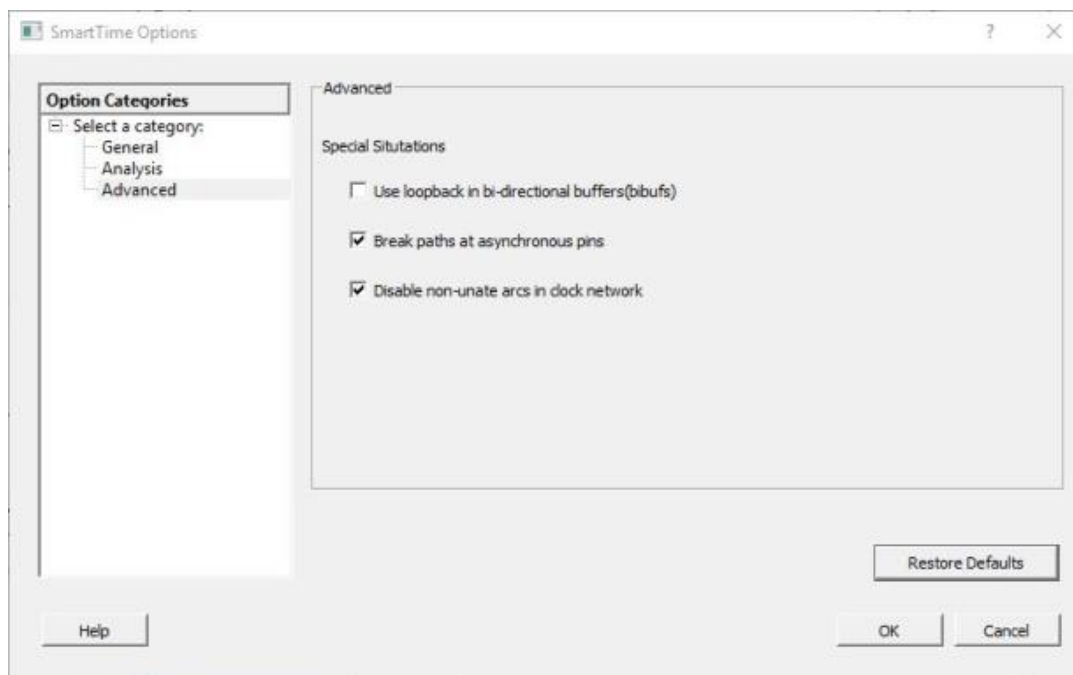 SmartTime Options
?
Option Categories
Select a category:
General
Analysis
Advanced
Advanced
Special Situtations
Use loopback in bi-directional buffers(bibufs)
Break paths at asynchronous pins
Disable non-unate arcs in clock network
Restore Defaults
Help
OK
Cancel